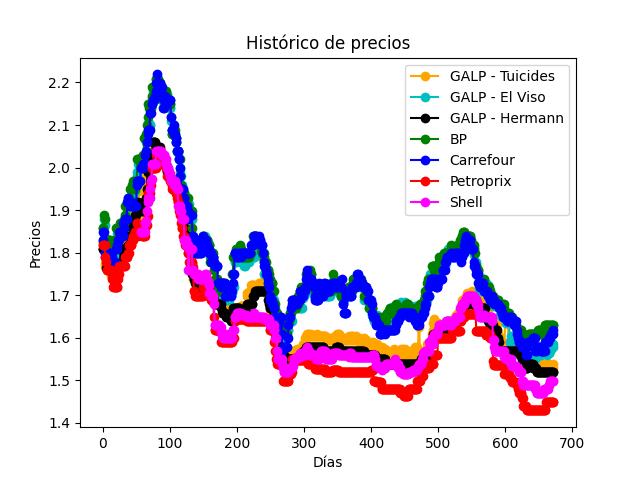 Histórico de precios
GALP - Tuicides
GALP - El Viso
GALP - Hermann
BP
Carrefour
Petroprix
Shell
Precios
2.2
2.1
2.0
1.9
1.8
1.7
1.6
1.5
1.4
0 100 200 300 400 500 600 700
Días